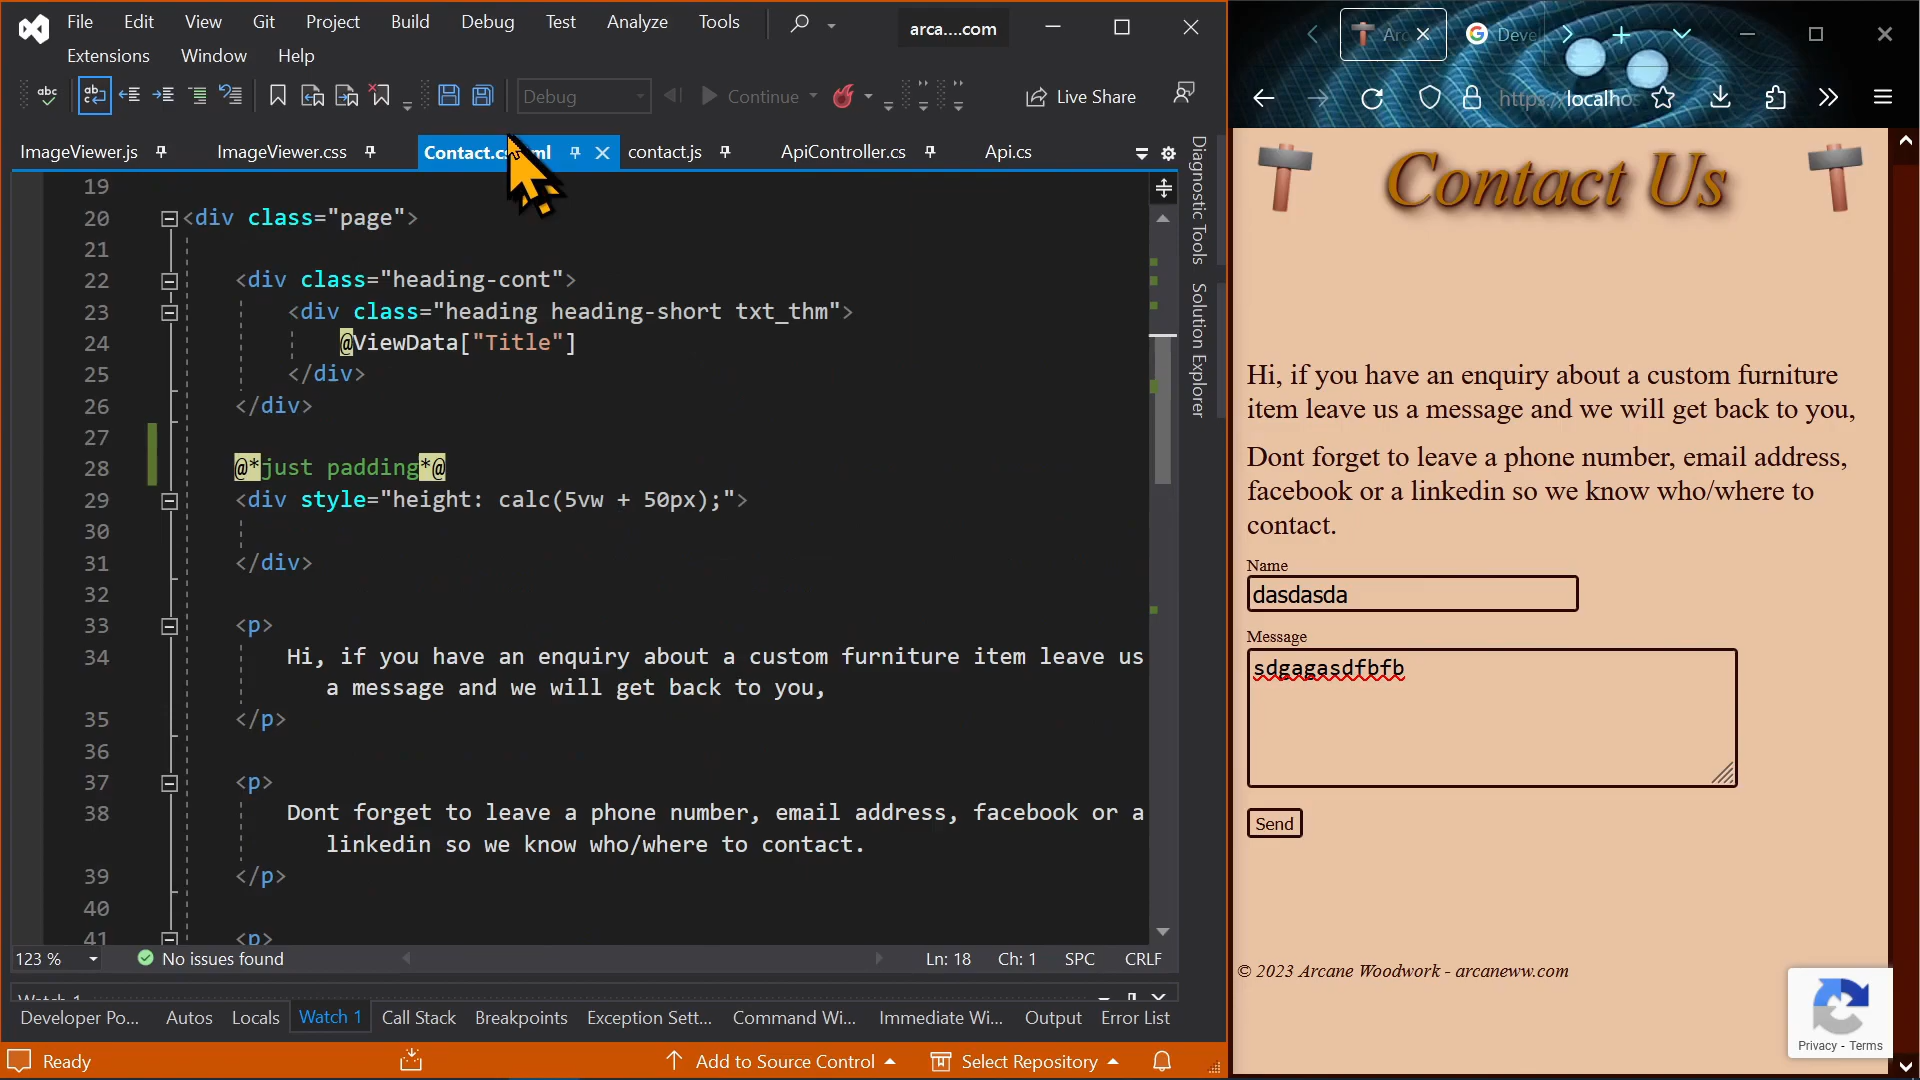 File Edit View Git Project Build Debug Test Analyze Tools
arca....com
Extensions Window Help
abc
Debug
Continue
Live Share
ImageViewer.js
ImageViewer.css
Contact.cs
ml
contact.js
ApiController.cs
Api.cs
19
20 <div class="page">
21
22 <div class="heading-cont">
23 <div class="heading heading-short txt_thm">
24 @ViewData["Title"]
25 </div>
26 </div>
27
28 @*just padding*@
29 <div style="height: calc(5vw + 50px);">
30
31 </div>
32
33 <p>
34 Hi, if you have an enquiry about a custom furniture item leave us
a message and we will get back to you,
35 </p>
36
37 <p>
38 Dont forget to leave a phone number, email address, facebook or a
linkedin so we know who/where to contact.
39 </p>
40
41 <p>
123 %
No issues found
Ln: 18 Ch: 1 SPC CRLF
Watch 1
Developer Po... Autos Locals Watch 1 Call Stack Breakpoints Exception Sett... Command Wi... Immediate Wi... Output Error List
Ready
Add to Source Control
Select Repository
Diagnostic Tools
Solution Explorer
Arc
Deve
https://localho
Contact Us
Hi, if you have an enquiry about a custom furniture
item leave us a message and we will get back to you,
Dont forget to leave a phone number, email address,
facebook or a linkedin so we know who/where to
contact.
Name
dasdasda
Message
sdgagasdfbfb
Send
© 2023 Arcane Woodwork - arcaneww.com
Privacy - Terms